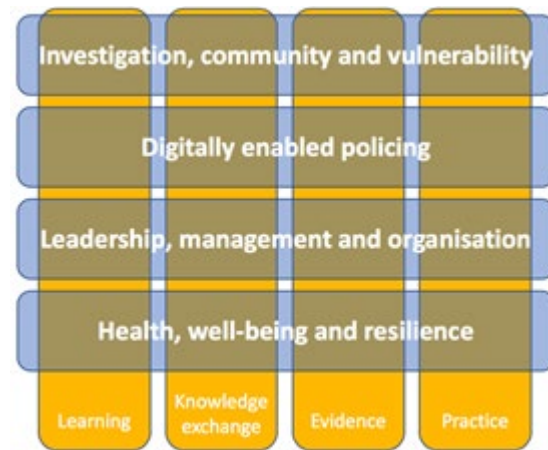 Investigation, community and vulnerability
Digitally enabled policing
Leadership, management and organisation
Health, well-being and resilience
Learning
Knowledge
exchange
Evidence
Practice